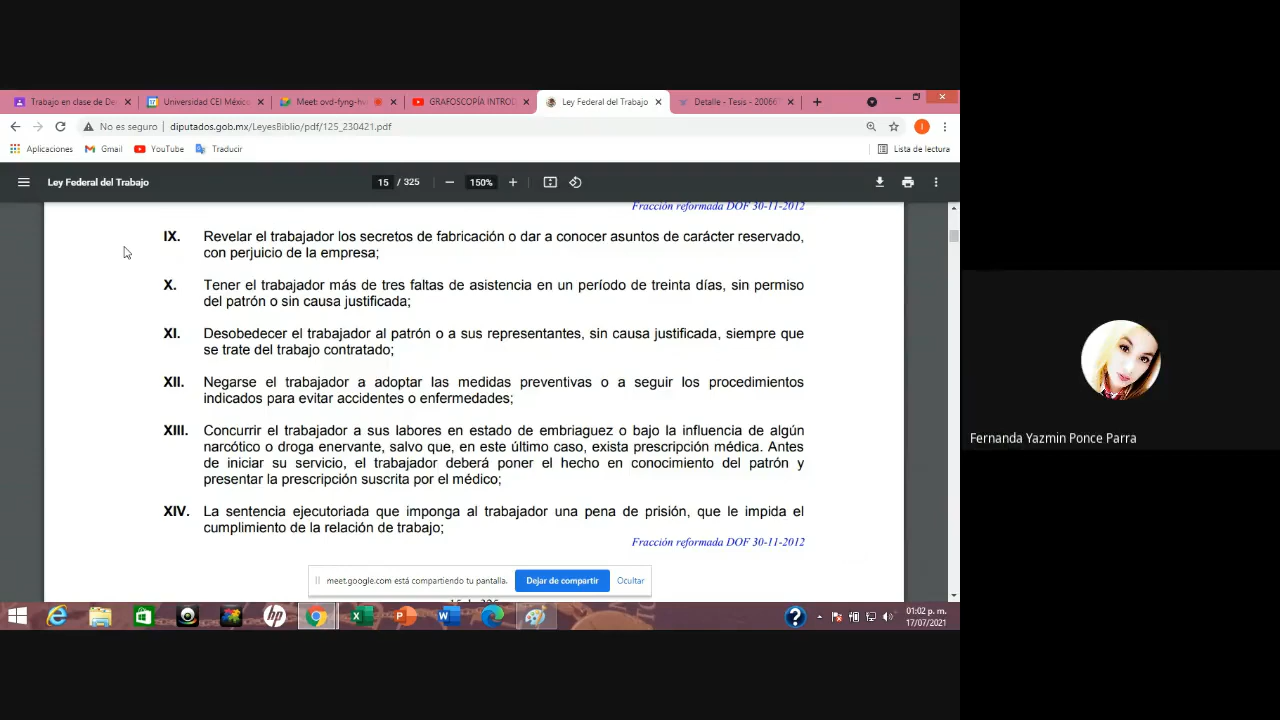 Trabajo en clase de De
Universidad CEI México
Meet: ovd-fyng-hw
GRAFOSCOPÍA INTROD
Ley Federal del Trabajo
Detalle - Tesis - 20066
No es seguro
deputados.gob.mx/LeyesBiblio/pdf/125_230421.pdf
Aplicaciones
Gmail
YouTube
Traducir
Lista de lectura
Ley Federal del Trabajo
15 / 325
150%
Fracción reformada DOF 30-11-2012
IX. Revelar el trabajador los secretos de fabricación o dar a conocer asuntos de carácter reservado,
con perjuicio de la empresa;
X. Tener el trabajador más de tres faltas de asistencia en un período de treinta días, sin permiso
del patrón o sin causa justificada;
XI. Desobedecer el trabajador al patrón o a sus representantes, sin causa justificada, siempre que
se trate del trabajo contratado;
XII. Negarse el trabajador a adoptar las medidas preventivas o a seguir los procedimientos
indicados para evitar accidentes o enfermedades;
XIII. Concurrir el trabajador a sus labores en estado de embriaguez o bajo la influencia de algún
narcótico o droga enervante, salvo que, en este último caso, exista prescripción médica. Antes
de iniciar su servicio, el trabajador deberá poner el hecho en conocimiento del patrón y
presentar la prescripción suscrita por el médico;
XIV. La sentencia ejecutoriada que imponga al trabajador una pena de prisión, que le impida el
cumplimiento de la relación de trabajo;
Fracción reformada DOF 30-11-2012
meet.google.com está compartiendo tu pantalla.
Dejar de compartir
Ocultar
01:02 p. m.
17/07/2021
Fernanda Yazmin Ponce Parra